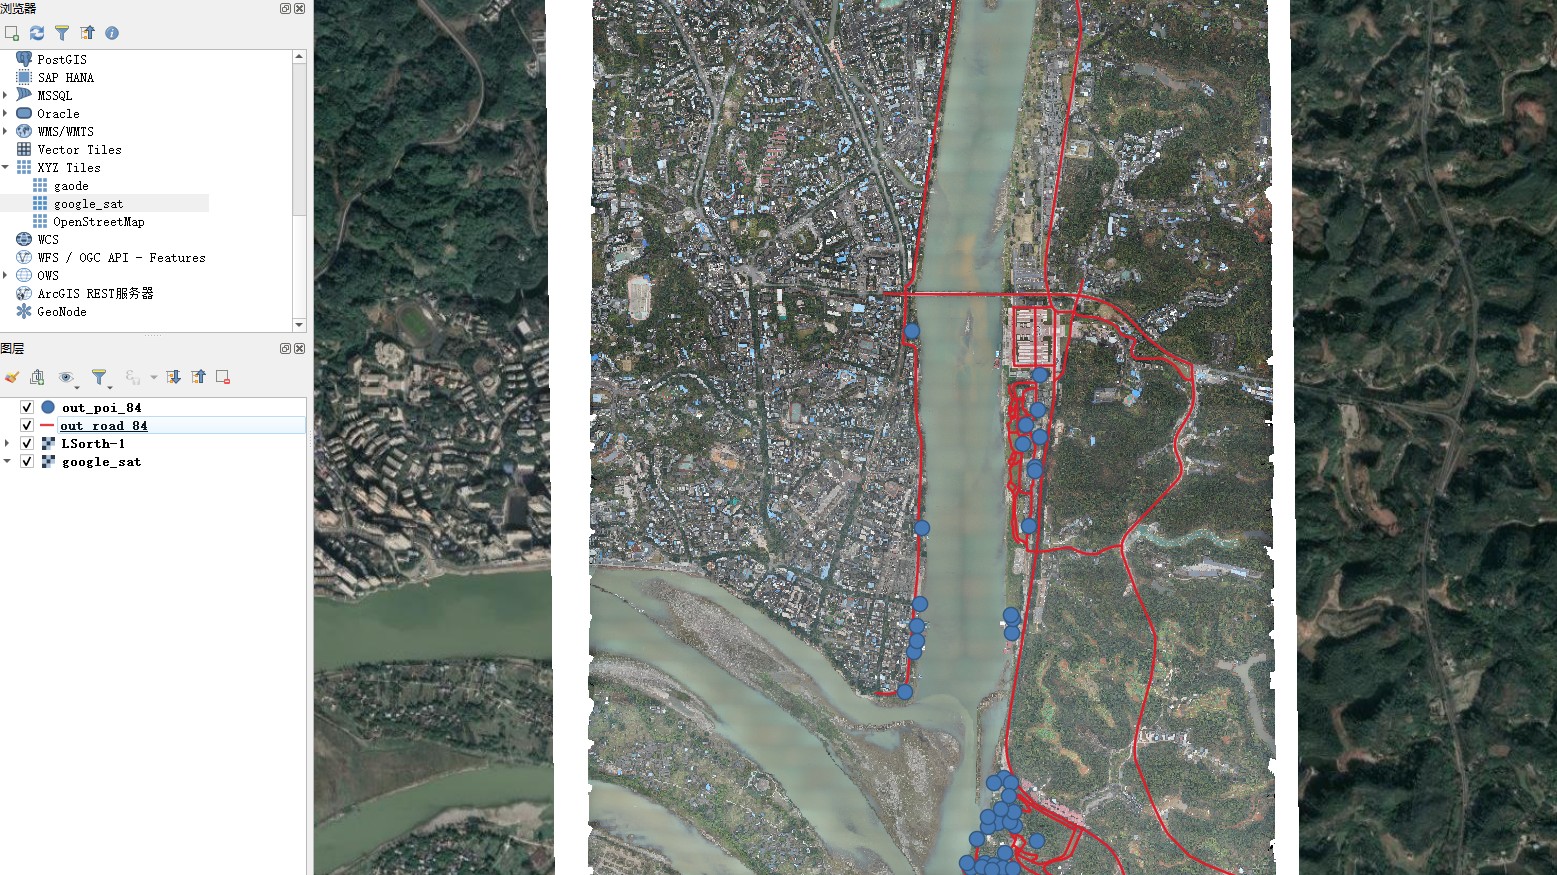 浏览器
PostGIS
SAP HANA
MSSQL
Oracle
WMS/WMTS
Vector Tiles
XYZ Tiles
gaode
google_sat
OpenStreetMap
WCS
WFS / OGC API - Features
OWS
ArcGIS REST服务器
GeoNode
图层
out_poi_84
out_road_84
LSorth-1
google_sat